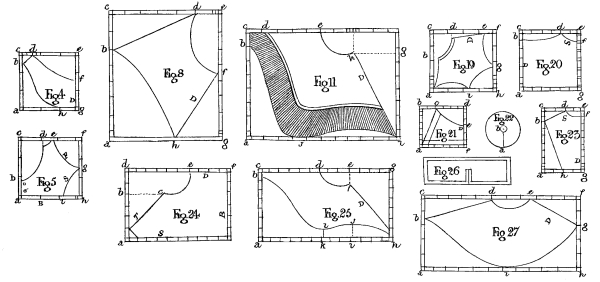 c d
b f
Fig 4
D
a h g
c d e f
b g
Fig 5
a B i h
c d e
b f
Fig 8
D
a h g
c d e f
b g
h
Fig 11
D
a J i
c d e f
b g
D
Fig 19
a i h
c d e
b f
S
Fig 20
D
a g
b c d
e
D
Fig 21
a f
Fig 22
b
a
c d e
b S f
Fig 23
D
a h g
Fig 26
c d e f
D
b c
Fig 24
B
a S g
c d e g
b f
D
Fig 25
i J
a k i h
c d e f
b g
D
Fig 27
a i h